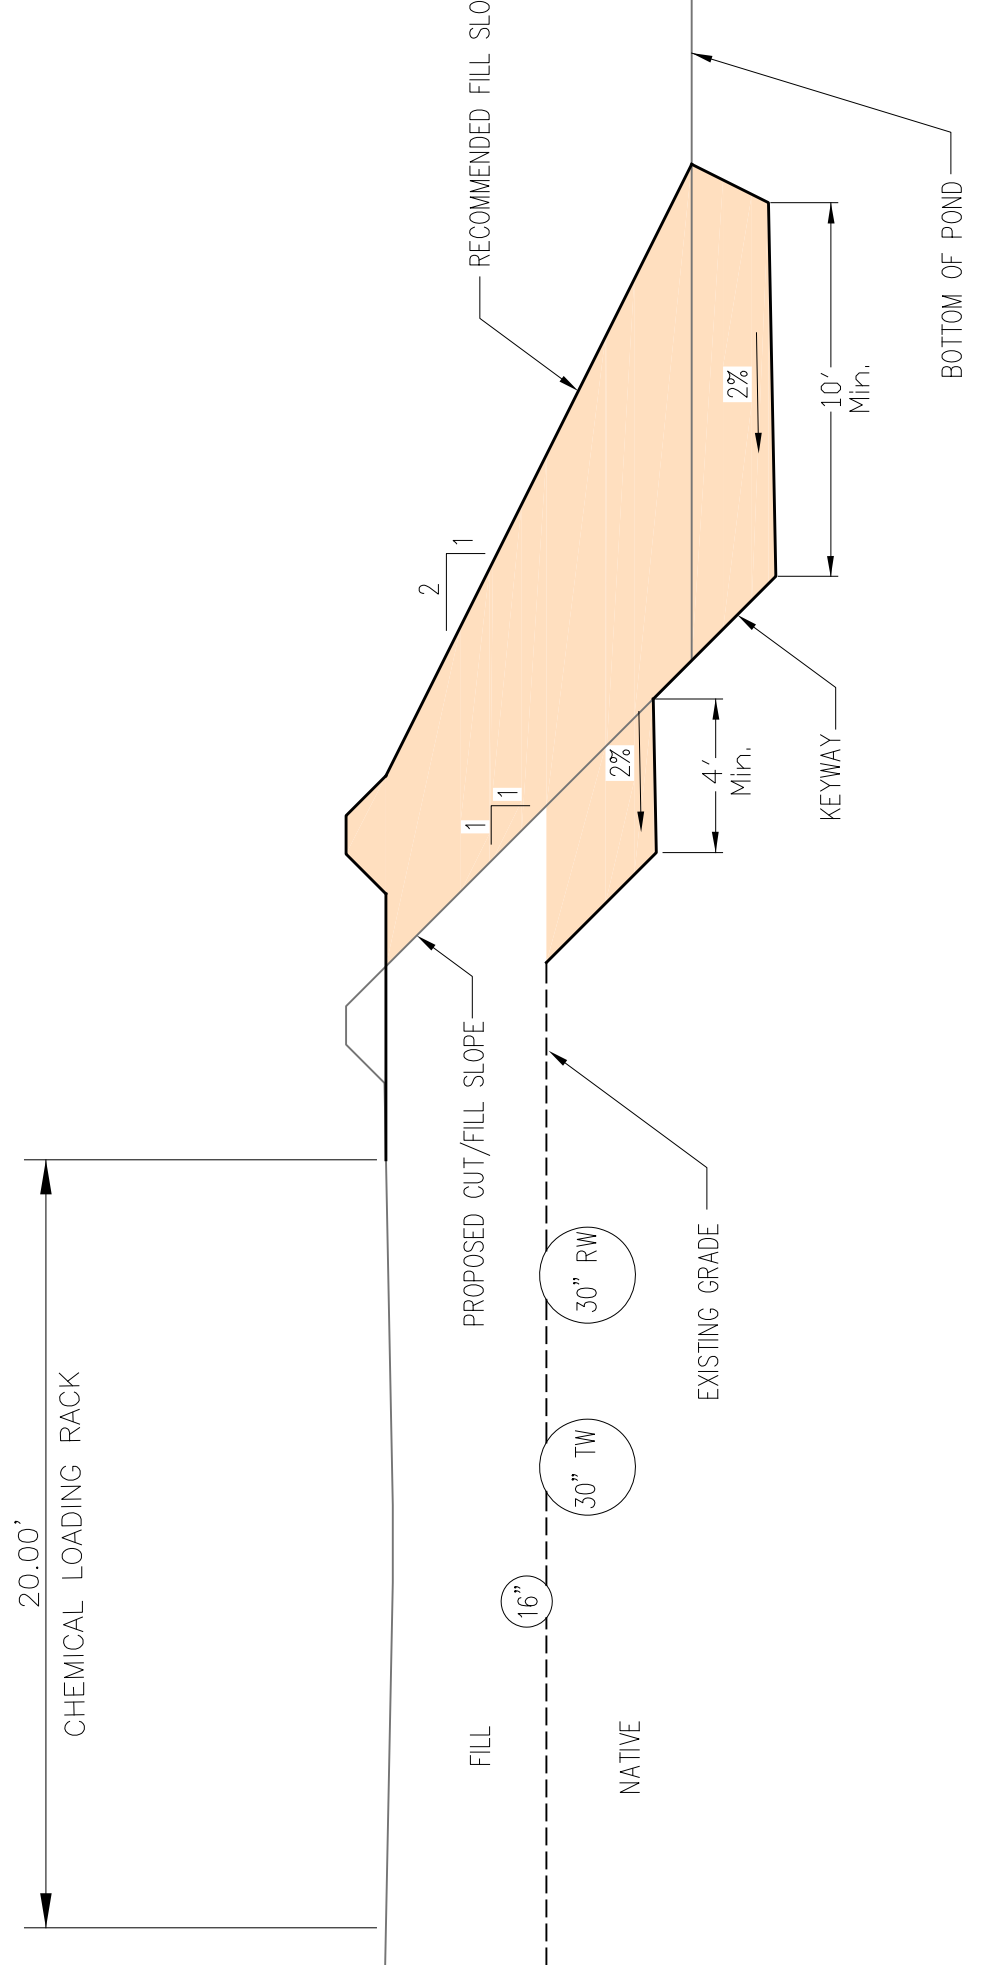 20.00’
CHEMICAL LOADING RACK
RECOMMENDED FILL SLO
2
1
1
1
PROPOSED CUT/FILL SLOPE
2%
4’
Min.
2%
10’
Min.
KEYWAY
BOTTOM OF POND
EXISTING GRADE
FILL
NATIVE
16”
30” TW
30” RW